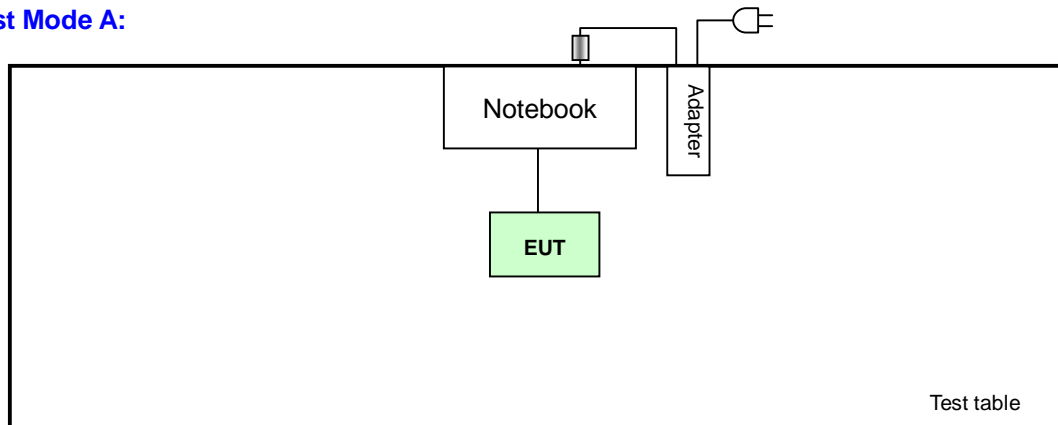 st Mode A:
Notebook
Adapter
EUT
Test table